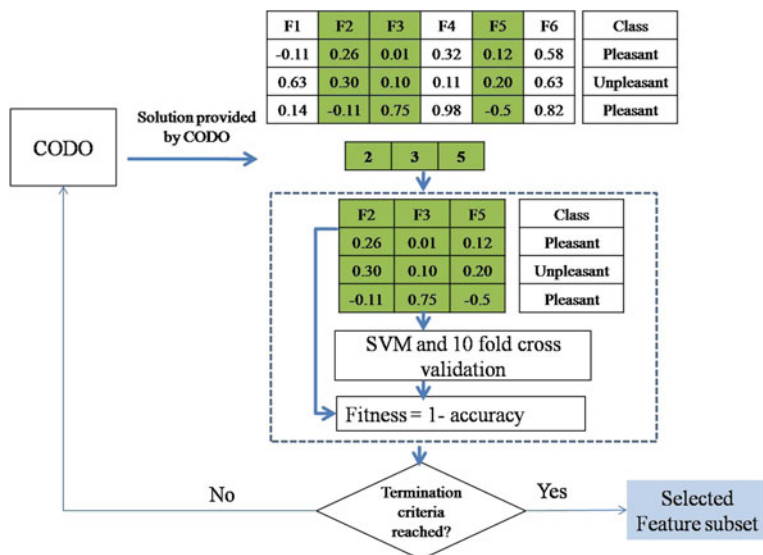 F1 F2 F3 F4 F5 F6 Class
-0.11 0.26 0.01 0.32 0.12 0.58 Pleasant
0.63 0.30 0.10 0.11 0.20 0.63 Unpleasant
0.14 -0.11 0.75 0.98 -0.5 0.82 Pleasant
CODO
Solution provided
by CODO
2 3 5
F2 F3 F5 Class
0.26 0.01 0.12 Pleasant
0.30 0.10 0.20 Unpleasant
-0.11 0.75 -0.5 Pleasant
SVM and 10 fold cross
validation
Fitness = 1- accuracy
No
Termination
criteria
reached?
Yes
Selected
Feature subset